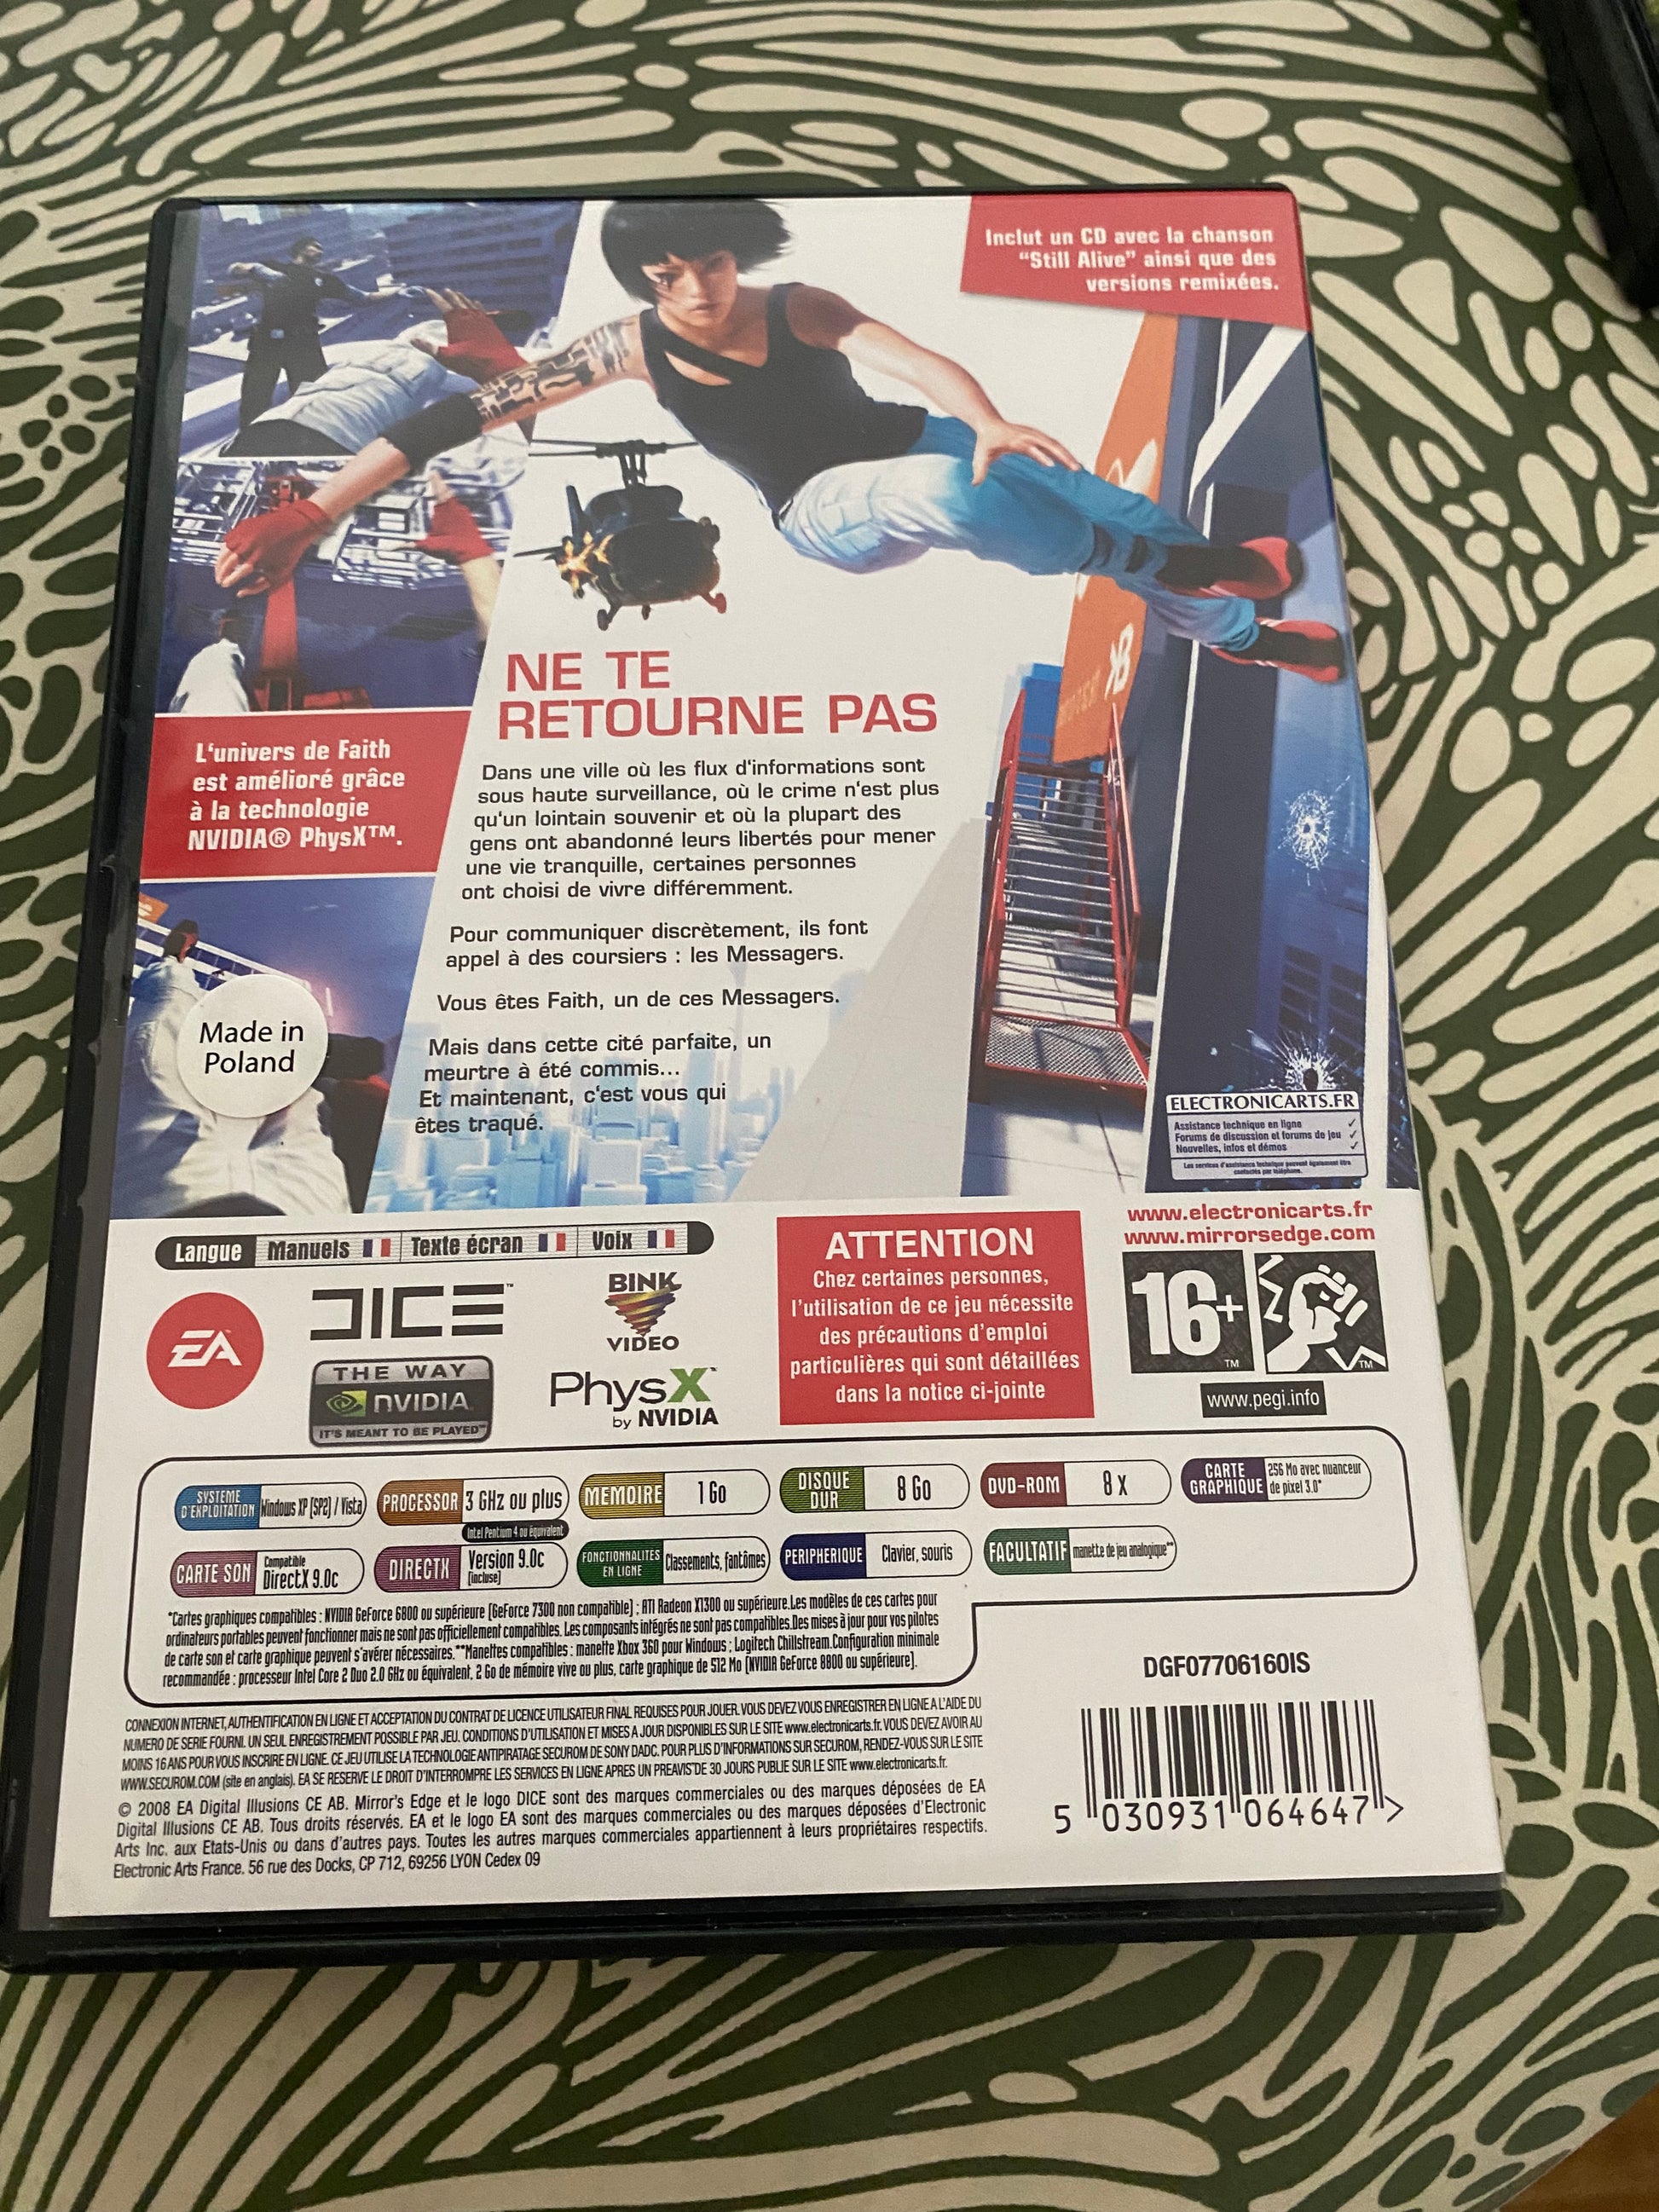 Inclut un CD avec la chanson
“Still Alive” ainsi que des
versions remixées.
NE TE
RETOURNE PAS
L'univers de Faith
est amélioré grâce
à la technologie
NVIDIA® PhysX™.
Dans une ville où les flux d'informations sont
sous haute surveillance, où le crime n'est plus
qu'un lointain souvenir et où la plupart des
gens ont abandonné leurs libertés pour mener
une vie tranquille, certaines personnes
ont choisi de vivre différemment.
Pour communiquer discrètement, ils font
appel à des coursiers : les Messagers.
Vous êtes Faith, un de ces Messagers.
Mais dans cette cité parfaite, un
meurtre à été commis...
Et maintenant, c'est vous qui
êtes traqué.
Made in
Poland
ELECTRONICARTS.FR
Assistance technique en ligne ✓
Forums de discussion et forums de jeu ✓
Nouvelles, infos et démos ✓
Les services d'assistance technique peuvent également être
contactés par téléphone.
www.electronicarts.fr
www.mirrorsedge.com
Langue Manuels Texte écran Voix
EA
DICE™
BINK
VIDEO
THE WAY
NVIDIA
IT'S MEANT TO BE PLAYED™
PhysX™
by NVIDIA
ATTENTION
Chez certaines personnes,
l'utilisation de ce jeu nécessite
des précautions d'emploi
particulières qui sont détaillées
dans la notice ci-jointe
16+
TM
TM
www.pegi.info
SYSTEME
D'EXPLOITATION
Windows XP [SP2] / Vista
PROCESSOR
3 GHz ou plus
Intel Pentium 4 ou équivalent
MEMOIRE
1 Go
DISQUE
DUR
8 Go
DVD-ROM
8 x
CARTE
GRAPHIQUE
256 Mo avec nuanceur
de pixel 3.0*
CARTE SON
Compatible
DirectX 9.0c
DIRECTX
Version 9.0c
[incluse]
FONCTIONNALITES
EN LIGNE
Classements, fantômes
PERIPHERIQUE
Clavier, souris
FACULTATIF
manette de jeu analogique**
*Cartes graphiques compatibles : NVIDIA GeForce 6800 ou supérieure [GeForce 7300 non compatible] ; ATI Radeon X1300 ou supérieure.Les modèles de ces cartes pour
ordinateurs portables peuvent fonctionner mais ne sont pas officiellement compatibles. Les composants intégrés ne sont pas compatibles.Des mises à jour pour vos pilotes
de carte son et carte graphique peuvent s'avérer nécessaires.**Manettes compatibles : manette Xbox 360 pour Windows ; Logitech Chillstream.Configuration minimale
recommandée : processeur Intel Core 2 Duo 2.0 GHz ou équivalent, 2 Go de mémoire vive ou plus, carte graphique de 512 Mo [NVIDIA GeForce 8800 ou supérieure].
DGF07706160IS
CONNEXION INTERNET, AUTHENTIFICATION EN LIGNE ET ACCEPTATION DU CONTRAT DE LICENCE UTILISATEUR FINAL REQUISES POUR JOUER. VOUS DEVEZ VOUS ENREGISTRER EN LIGNE A L'AIDE DU
NUMERO DE SERIE FOURNI. UN SEUL ENREGISTREMENT POSSIBLE PAR JEU. CONDITIONS D'UTILISATION ET MISES A JOUR DISPONIBLES SUR LE SITE www.electronicarts.fr. VOUS DEVEZ AVOIR AU
MOINS 16 ANS POUR VOUS INSCRIRE EN LIGNE. CE JEU UTILISE LA TECHNOLOGIE ANTIPIRATAGE SECUROM DE SONY DADC. POUR PLUS D'INFORMATIONS SUR SECUROM, RENDEZ-VOUS SUR LE SITE
WWW.SECUROM.COM (site en anglais). EA SE RESERVE LE DROIT D'INTERROMPRE LES SERVICES EN LIGNE APRES UN PREAVIS DE 30 JOURS PUBLIE SUR LE SITE www.electronicarts.fr.
© 2008 EA Digital Illusions CE AB. Mirror's Edge et le logo DICE sont des marques commerciales ou des marques déposées de EA
Digital Illusions CE AB. Tous droits réservés. EA et le logo EA sont des marques commerciales ou des marques déposées d'Electronic
Arts Inc. aux Etats-Unis ou dans d'autres pays. Toutes les autres marques commerciales appartiennent à leurs propriétaires respectifs.
Electronic Arts France. 56 rue des Docks, CP 712, 69256 LYON Cedex 09
5 030931 064647 >